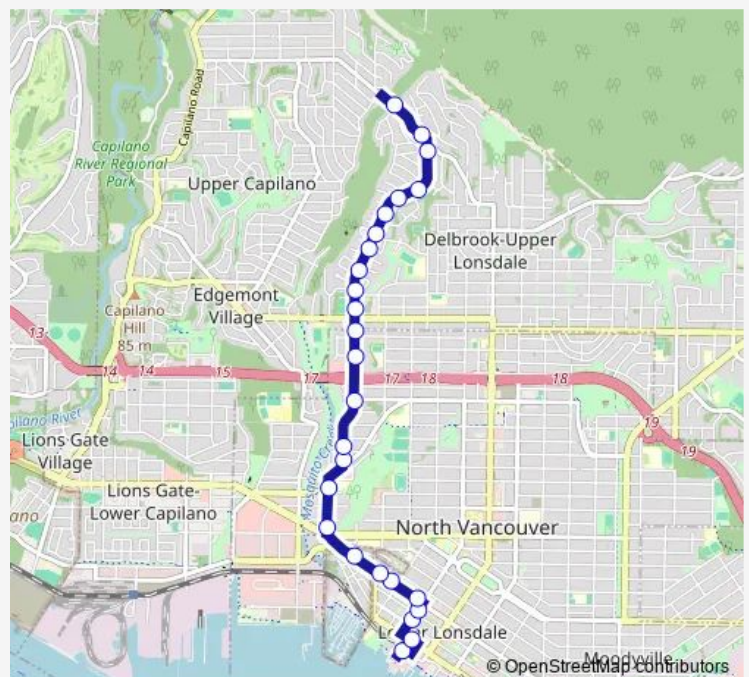 Capilano Road
Capilano
River Regional
Park
Upper Capilano
Delbrook-Upper
Lonsdale
Edgemont
Village
Capilano
Hill
85 m
13
14
14
15
17
17
18
18
19
19
Lions Gate
Village
Mosquito Creek
Lions Gate-
Lower Capilano
North Vancouver
Lonsdale
Moodyville
© OpenStreetMap contributors